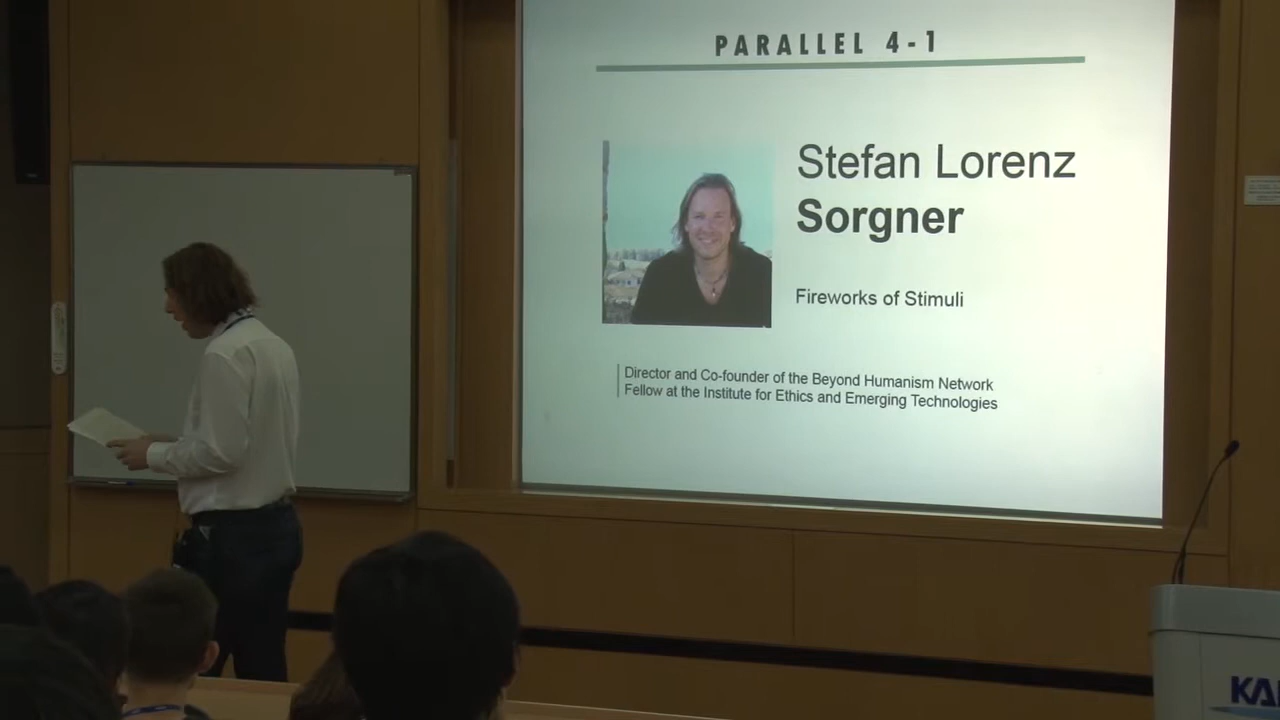 PARALLEL 4-1
Stefan Lorenz
Sorgner
Fireworks of Stimuli
Director and Co-founder of the Beyond Humanism Network
Fellow at the Institute for Ethics and Emerging Technologies